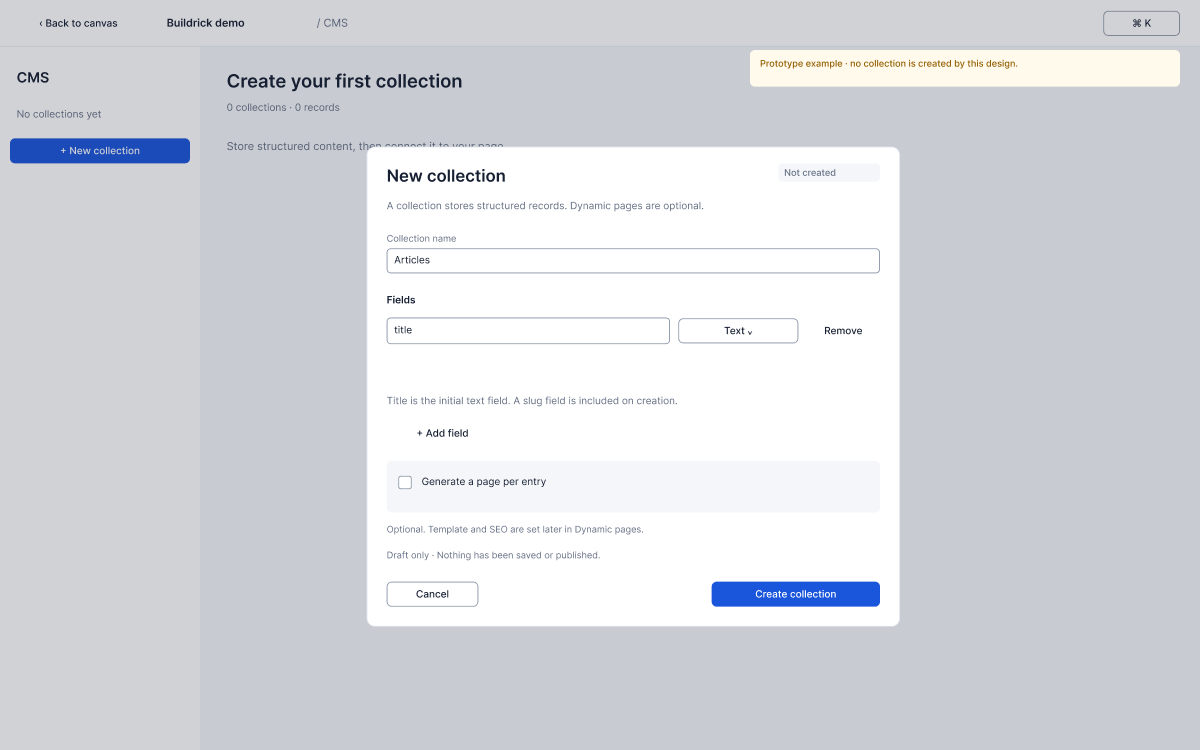 ‹ Back to canvas
Buildrick demo
/ CMS
⌘ K
Prototype example · no collection is created by this design.
CMS
No collections yet
+ New collection
Create your first collection
0 collections · 0 records
Store structured content, then connect it to your page
New collection
Not created
A collection stores structured records. Dynamic pages are optional.
Collection name
Articles
Fields
title
Text ⌄
Remove
Title is the initial text field. A slug field is included on creation.
+ Add field
Generate a page per entry
Optional. Template and SEO are set later in Dynamic pages.
Draft only · Nothing has been saved or published.
Cancel
Create collection